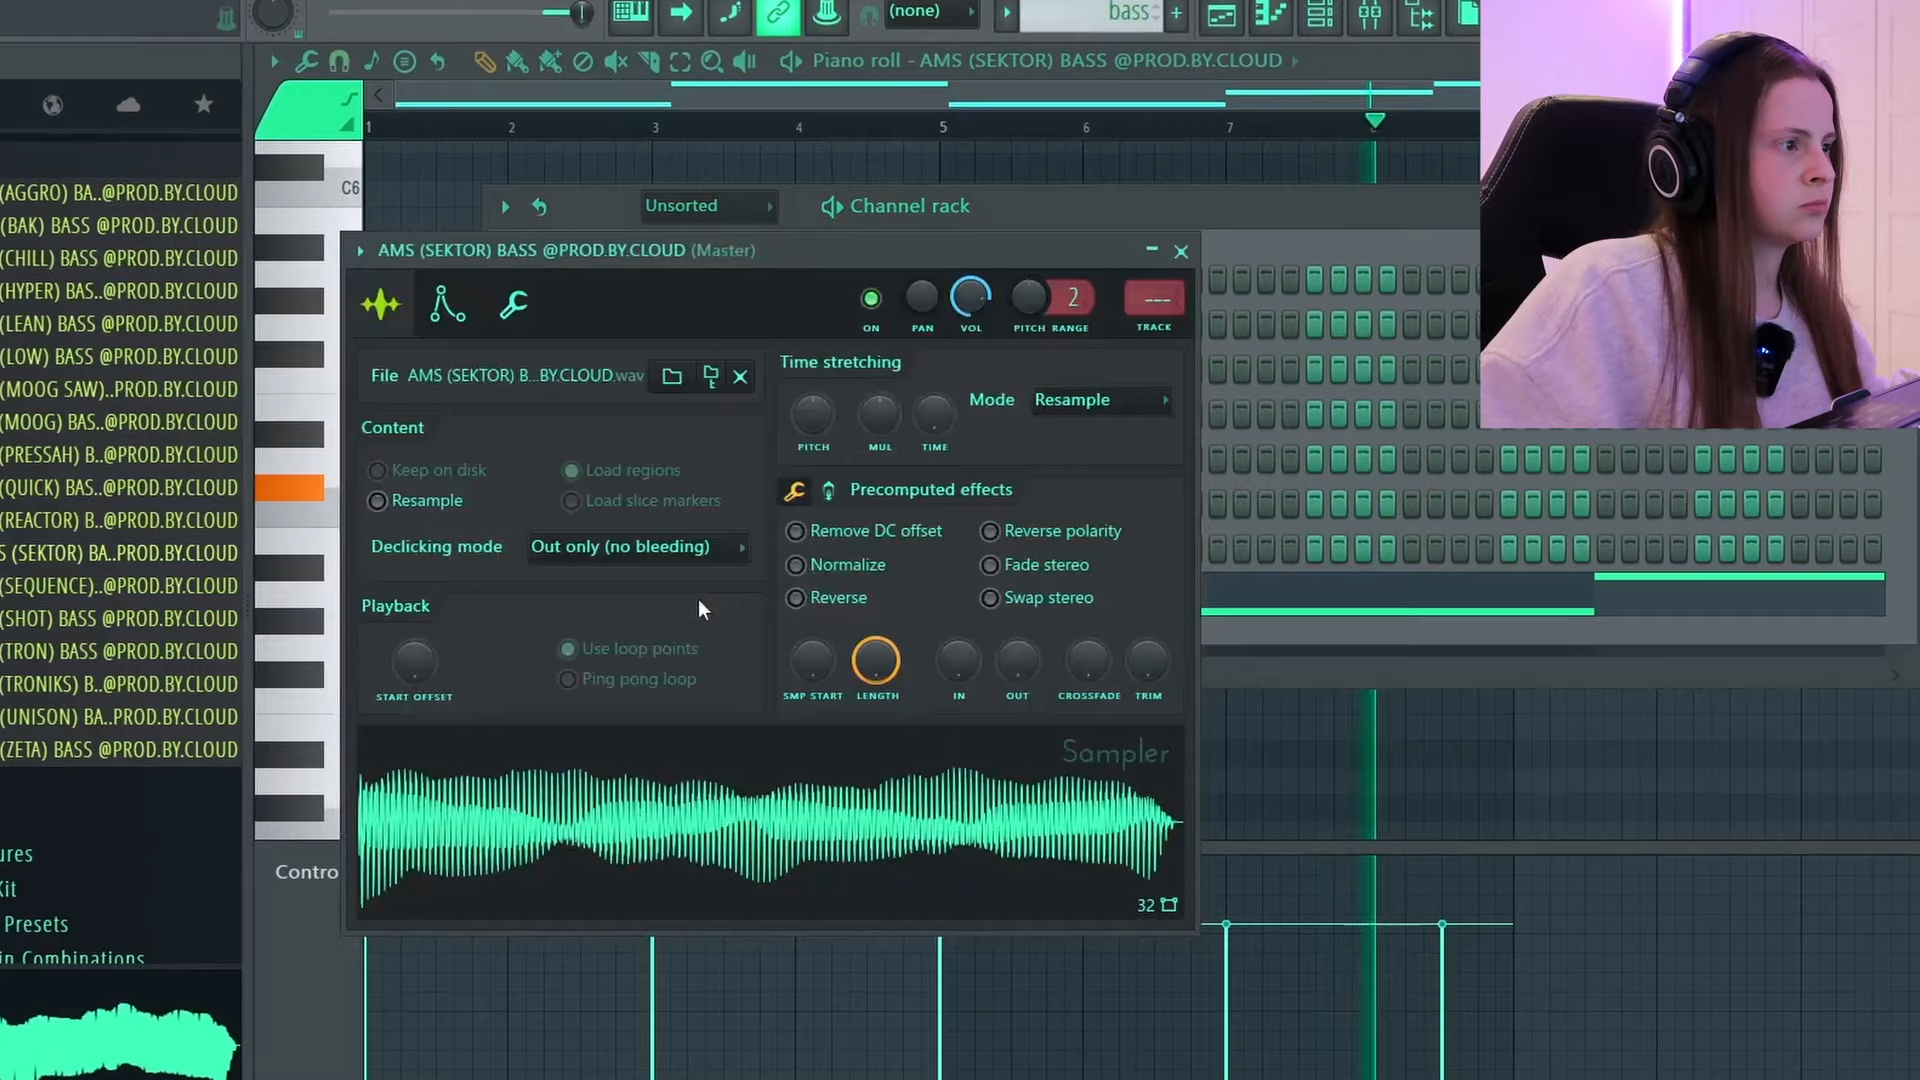 (none)
bass
Piano roll - AMS (SEKTOR) BASS @PROD.BY.CLOUD
1 2 3 4 5 6 7
C6
Unsorted
Channel rack
(AGGRO) BA..@PROD.BY.CLOUD
(BAK) BASS @PROD.BY.CLOUD
(CHILL) BASS @PROD.BY.CLOUD
(HYPER) BAS..@PROD.BY.CLOUD
(LEAN) BASS @PROD.BY.CLOUD
(LOW) BASS @PROD.BY.CLOUD
(MOOG SAW)..PROD.BY.CLOUD
(MOOG) BAS..@PROD.BY.CLOUD
(PRESSAH) B..@PROD.BY.CLOUD
(QUICK) BAS..@PROD.BY.CLOUD
(REACTOR) B..@PROD.BY.CLOUD
S (SEKTOR) BA..PROD.BY.CLOUD
(SEQUENCE)..@PROD.BY.CLOUD
(SHOT) BASS @PROD.BY.CLOUD
(TRON) BASS @PROD.BY.CLOUD
(TRONIKS) B..@PROD.BY.CLOUD
(UNISON) BA..PROD.BY.CLOUD
(ZETA) BASS @PROD.BY.CLOUD
ures
Kit
Presets
in Combinations
AMS (SEKTOR) BASS @PROD.BY.CLOUD (Master)
2
---
ON PAN VOL PITCH RANGE TRACK
File AMS (SEKTOR) B...BY.CLOUD.wav
Content
Keep on disk
Load regions
Resample
Load slice markers
Declicking mode Out only (no bleeding)
Playback
Use loop points
Ping pong loop
START OFFSET
Time stretching
Mode Resample
PITCH MUL TIME
Precomputed effects
Remove DC offset
Reverse polarity
Normalize
Fade stereo
Reverse
Swap stereo
SMP START LENGTH IN OUT CROSSFADE TRIM
Sampler
32
Contro